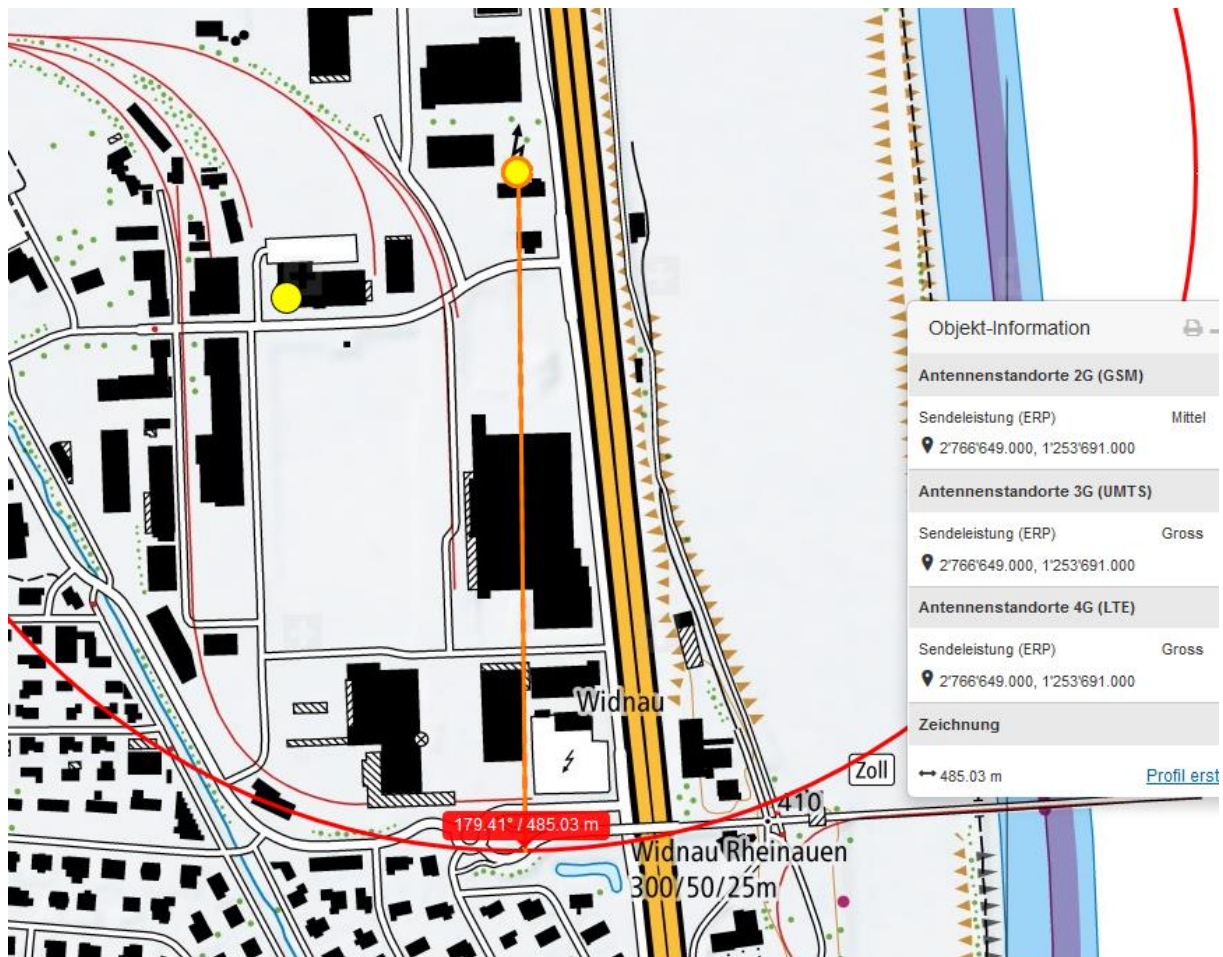 Objekt-Information
Antennenstandorte 2G (GSM)
Sendeleistung (ERP) Mittel
2'766'649.000, 1'253'691.000
Antennenstandorte 3G (UMTS)
Sendeleistung (ERP) Gross
2'766'649.000, 1'253'691.000
Antennenstandorte 4G (LTE)
Sendeleistung (ERP) Gross
2'766'649.000, 1'253'691.000
Zeichnung
485.03 m Profil erst
Widnau
Zoll
410
179.41° / 485.03 m
Widnau Rheinauen
300/50/25m